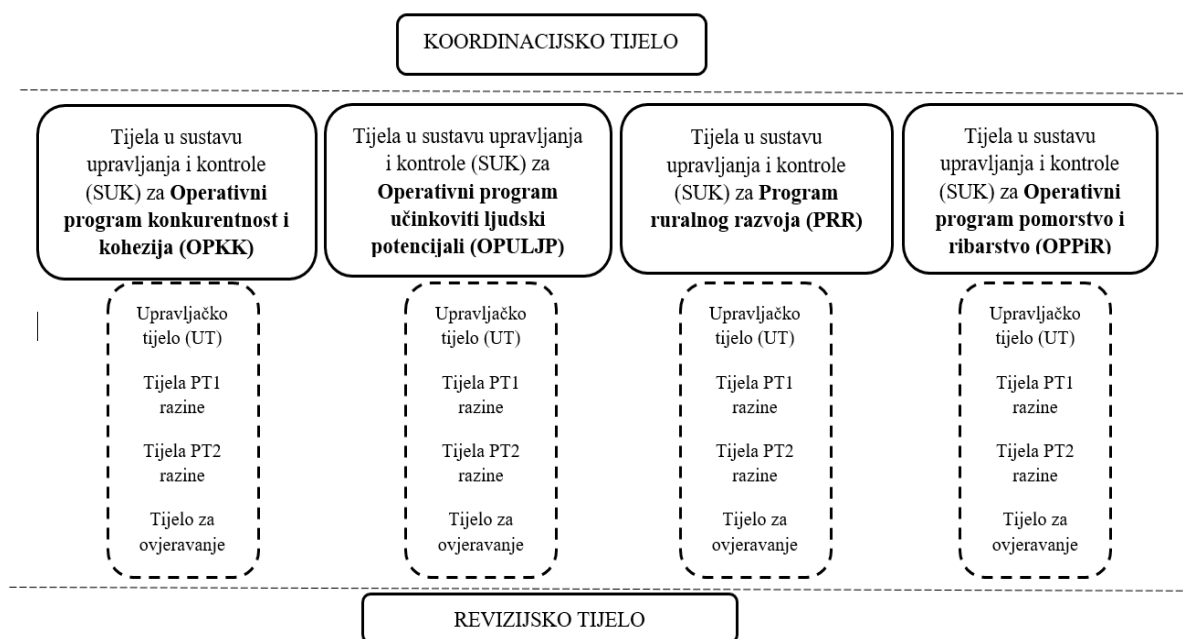 KOORDINACIJSKO TIJELO
Tijela u sustavu
upravljanja i kontrole
(SUK) za Operativni
program konkurentnost i
kohezija (OPKK)
Tijela u sustavu upravljanja
i kontrole (SUK) za
Operativni program
učinkoviti ljudski
potencijali (OPULJP)
Tijela u sustavu
upravljanja i kontrole
(SUK) za Program
ruralnog razvoja (PRR)
Tijela u sustavu
upravljanja i kontrole
(SUK) za Operativni
program pomorstvo i
ribarstvo (OPPiR)
Upravljačko
tijelo (UT)
Tijela PT1
razine
Tijela PT2
razine
Tijelo za
ovjeravanje
Upravljačko
tijelo (UT)
Tijela PT1
razine
Tijela PT2
razine
Tijelo za
ovjeravanje
Upravljačko
tijelo (UT)
Tijela PT1
razine
Tijela PT2
razine
Tijelo za
ovjeravanje
Upravljačko
tijelo (UT)
Tijela PT1
razine
Tijela PT2
razine
Tijelo za
ovjeravanje
REVIZIJSKO TIJELO